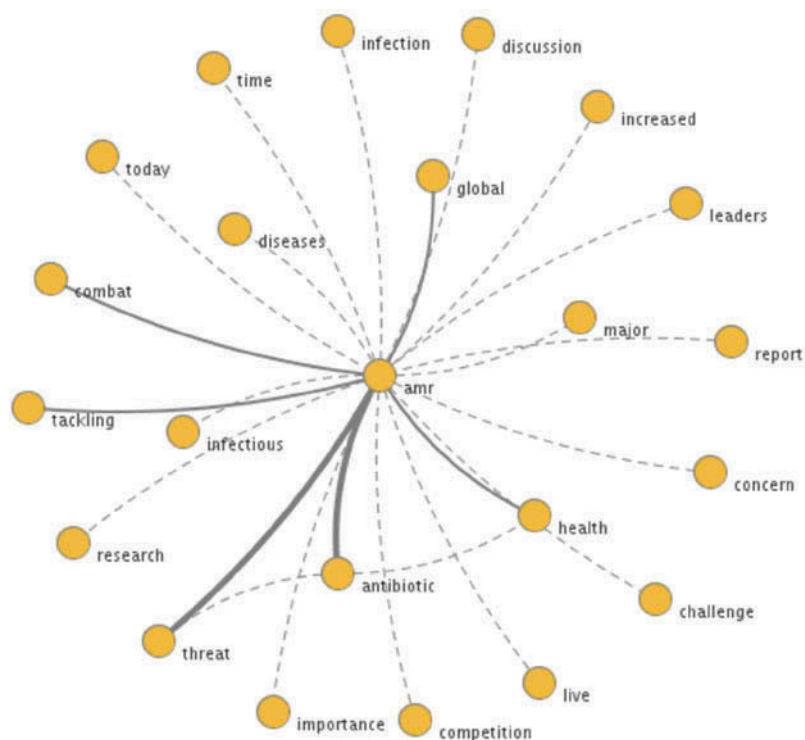 infection
discussion
time
increased
today
global
leaders
diseases
combat
major
report
amr
tackling
infectious
concern
health
research
antibiotic
challenge
threat
live
importance
competition